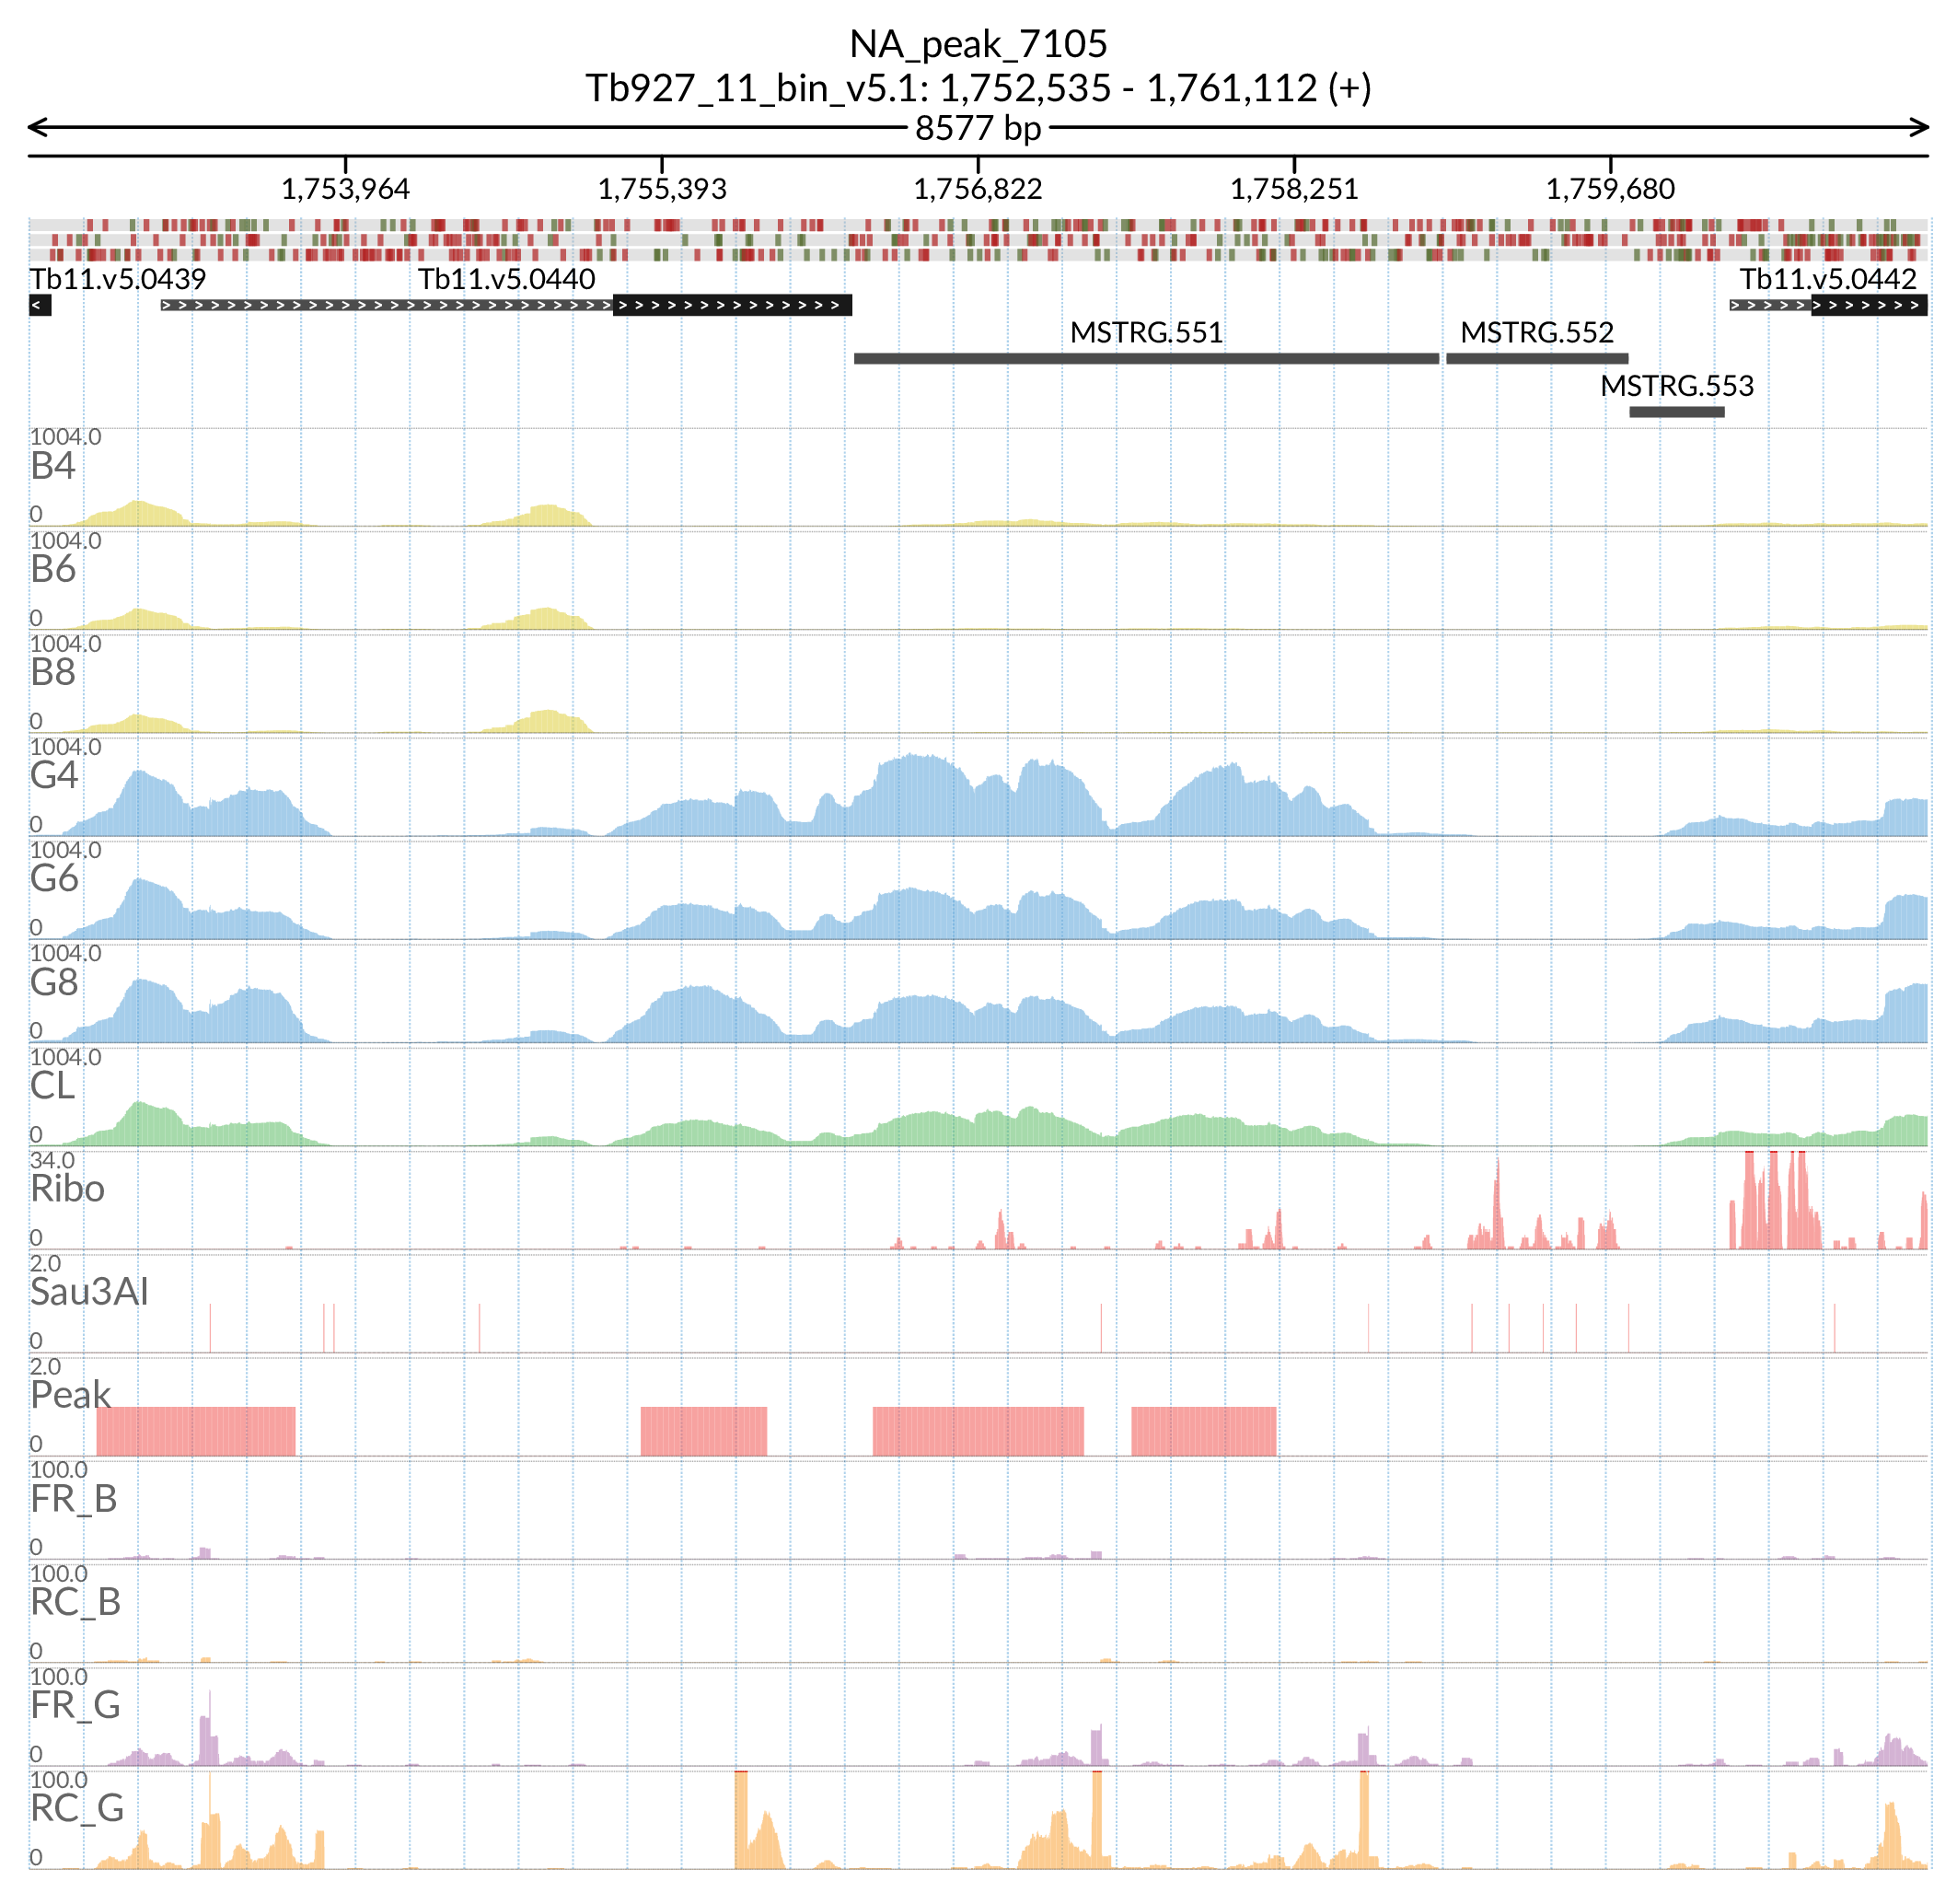 NA_peak_7105
Tb927_11_bin_v5.1: 1,752,535 - 1,761,112 (+)
8577 bp
1,753,964 1,755,393 1,756,822 1,758,251 1,759,680
Tb11.v5.0439 Tb11.v5.0440 Tb11.v5.0442
MSTRG.551 MSTRG.552
MSTRG.553
1004.0
B4
0
1004.0
B6
0
1004.0
B8
0
1004.0
G4
0
1004.0
G6
0
1004.0
G8
0
1004.0
CL
0
34.0
Ribo
0
2.0
Sau3AI
0
2.0
Peak
0
100.0
FR_B
0
100.0
RC_B
0
100.0
FR_G
0
100.0
RC_G
0